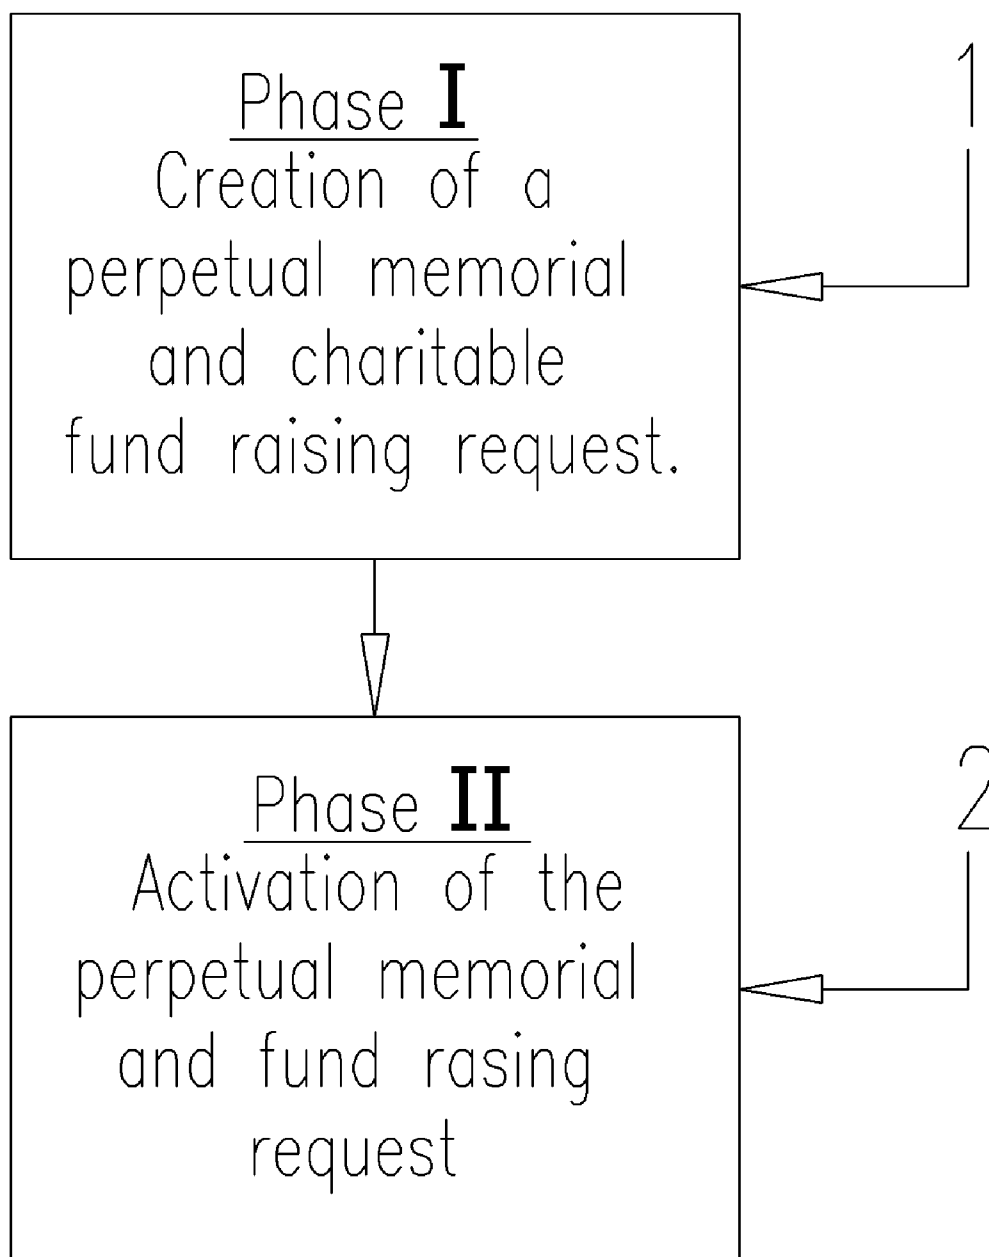 Phase I
1
Creation of a
perpetual memorial
and charitable
fund raising request.
Phase II
2
Activation of the
perpetual memorial
and fund rasing
request